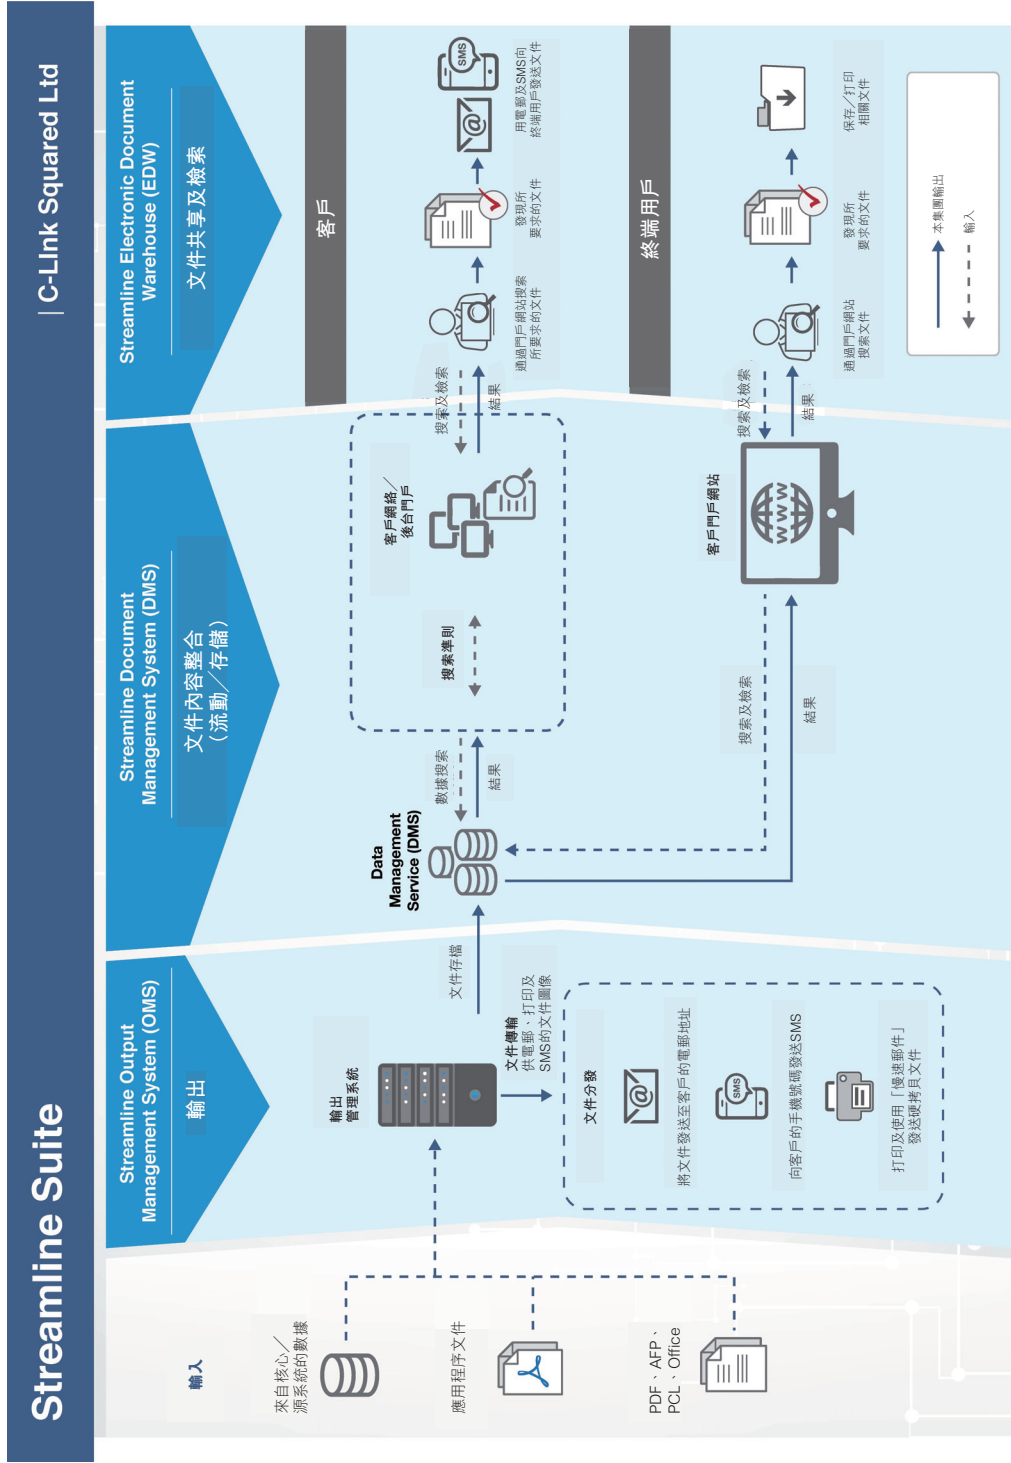 Streamline Suite
| C-LInk Squared Ltd
輸入
來自核心／
源系統的數據
應用程序文件
PDF、AFP、
PCL、Office
Streamline Output
Management System (OMS)
輸出
輸出
管理系統
文件存檔
文件傳輸
供電郵、打印及
SMS的文件圖像
文件分發
將文件發送至客戶的電郵地址
SMS
向客戶的手機號碼發送SMS
打印及使用「慢速郵件」
發送硬拷貝文件
Streamline Document
Management System (DMS)
文件內容整合
（流動／存儲）
Data
Management
Service (DMS)
數據搜索
結果
搜索準則
客戶網絡／
後台門戶
搜索及檢索
結果
客戶門戶網站
WWW
Streamline Electronic Document
Warehouse (EDW)
文件共享及檢索
客戶
搜索及檢索
結果
通過門戶網站搜索
所要求的文件
發現所
要求的文件
SMS
用電郵及SMS向
終端用戶發送文件
終端用戶
搜索及檢索
結果
通過門戶網站
搜索文件
發現所
要求的文件
保存／打印
相關文件
本集團輸出
輸入